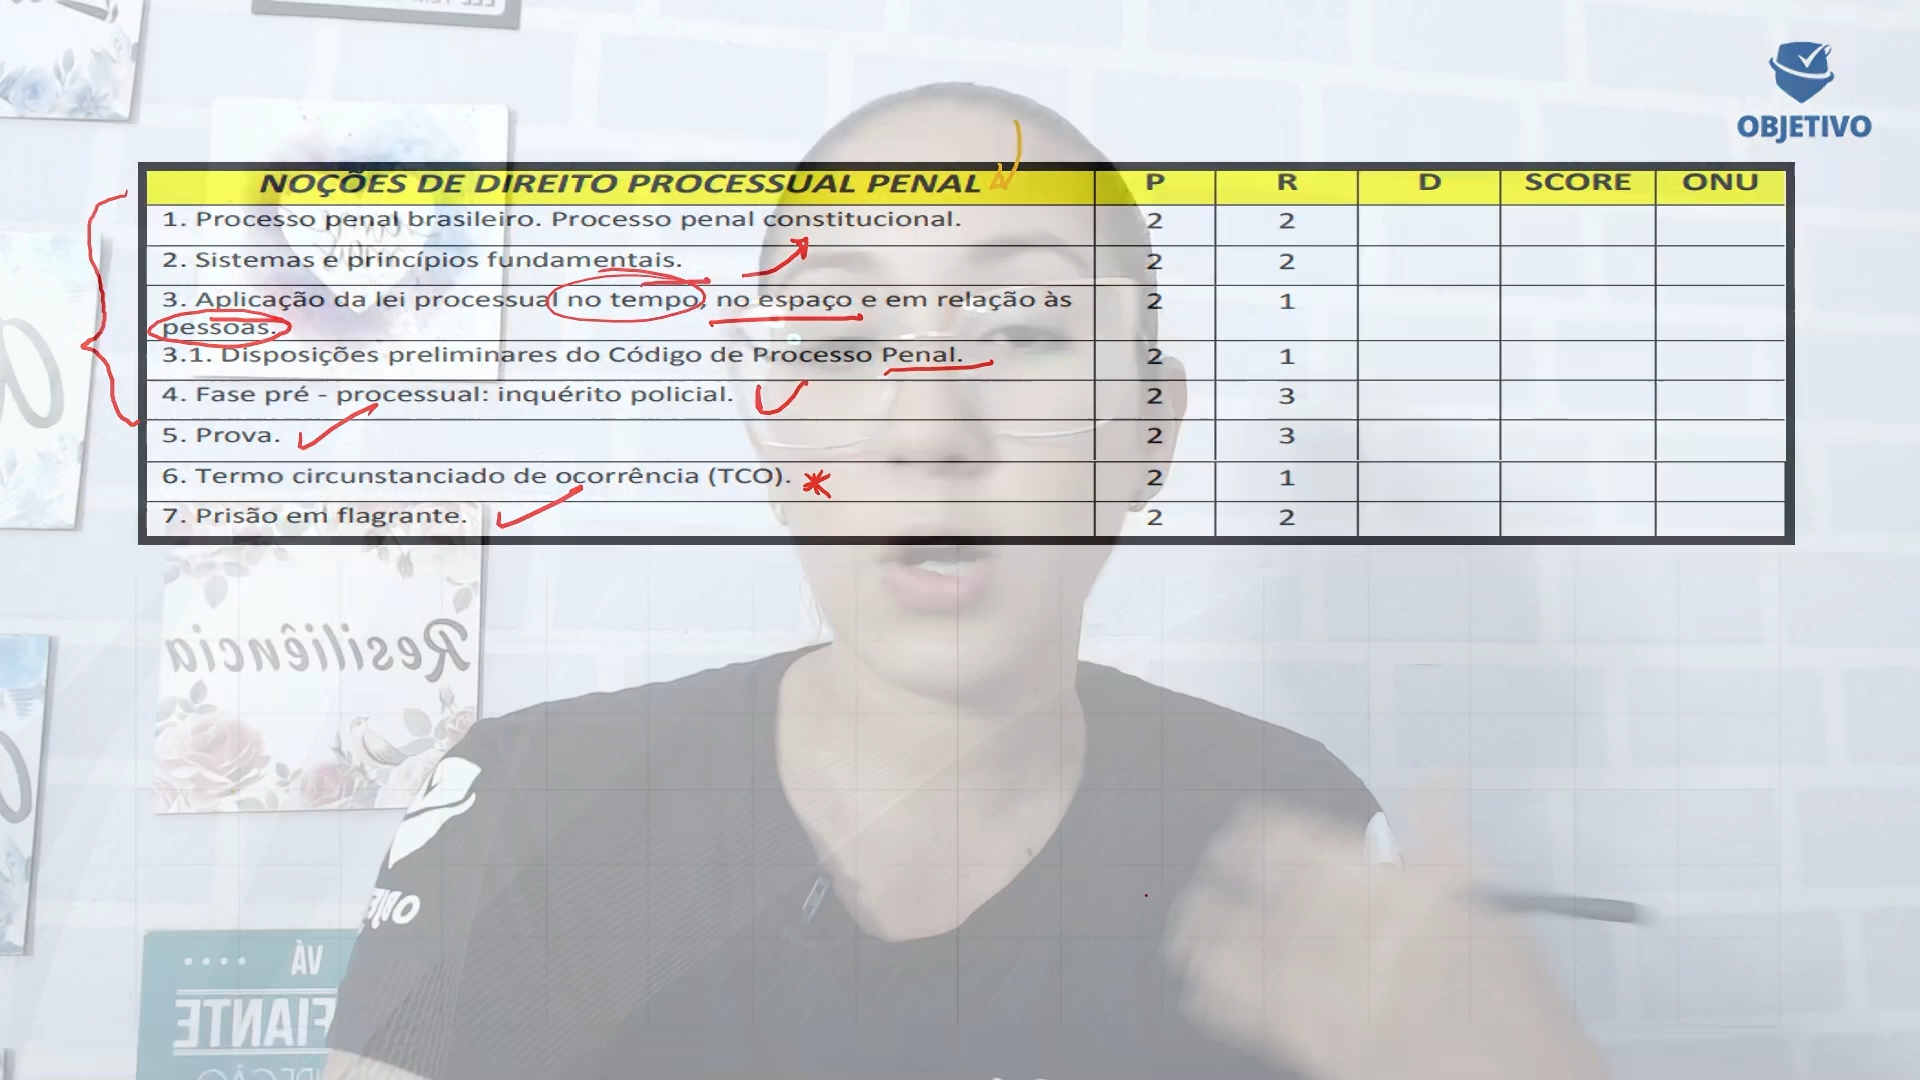 OBJETIVO
NOÇÕES DE DIREITO PROCESSUAL PENAL P R D SCORE ONU
1. Processo penal brasileiro. Processo penal constitucional. 2 2
2. Sistemas e princípios fundamentais. 2 2
3. Aplicação da lei processual no tempo, no espaço e em relação às 2 1
pessoas.
3.1. Disposições preliminares do Código de Processo Penal. 2 1
4. Fase pré - processual: inquérito policial. 2 3
5. Prova. 2 3
6. Termo circunstanciado de ocorrência (TCO). 2 1
7. Prisão em flagrante. 2 2
Resiliência
OBJE
VÁ
FIANTE